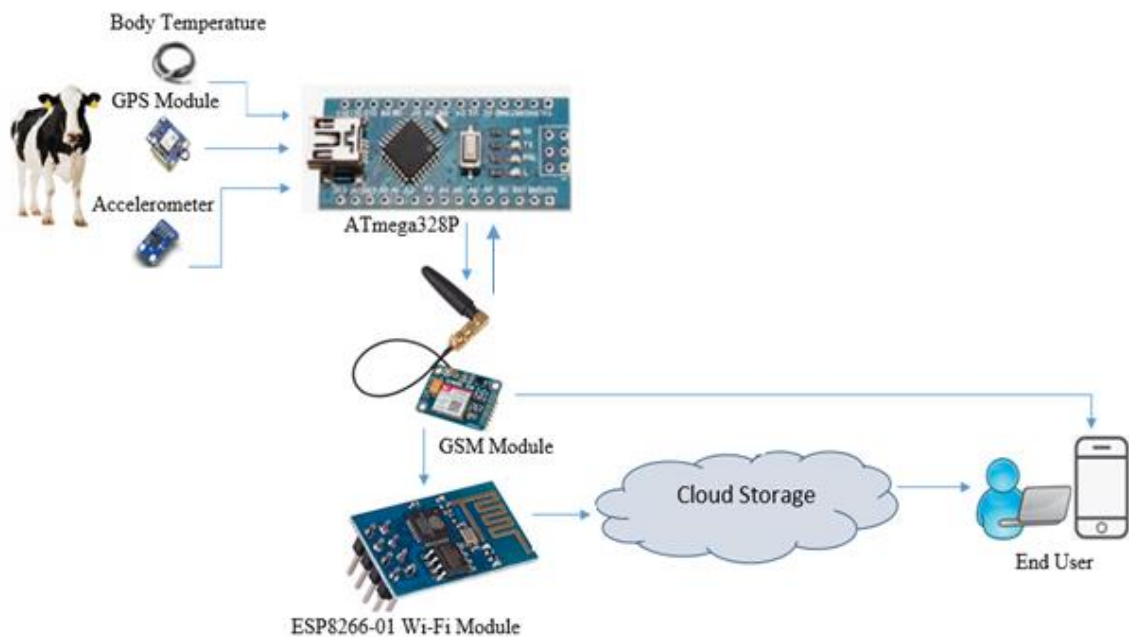 Body Temperature
GPS Module
Accelerometer
ATmega328P
GSM Module
Cloud Storage
End User
ESP8266-01 Wi-Fi Module